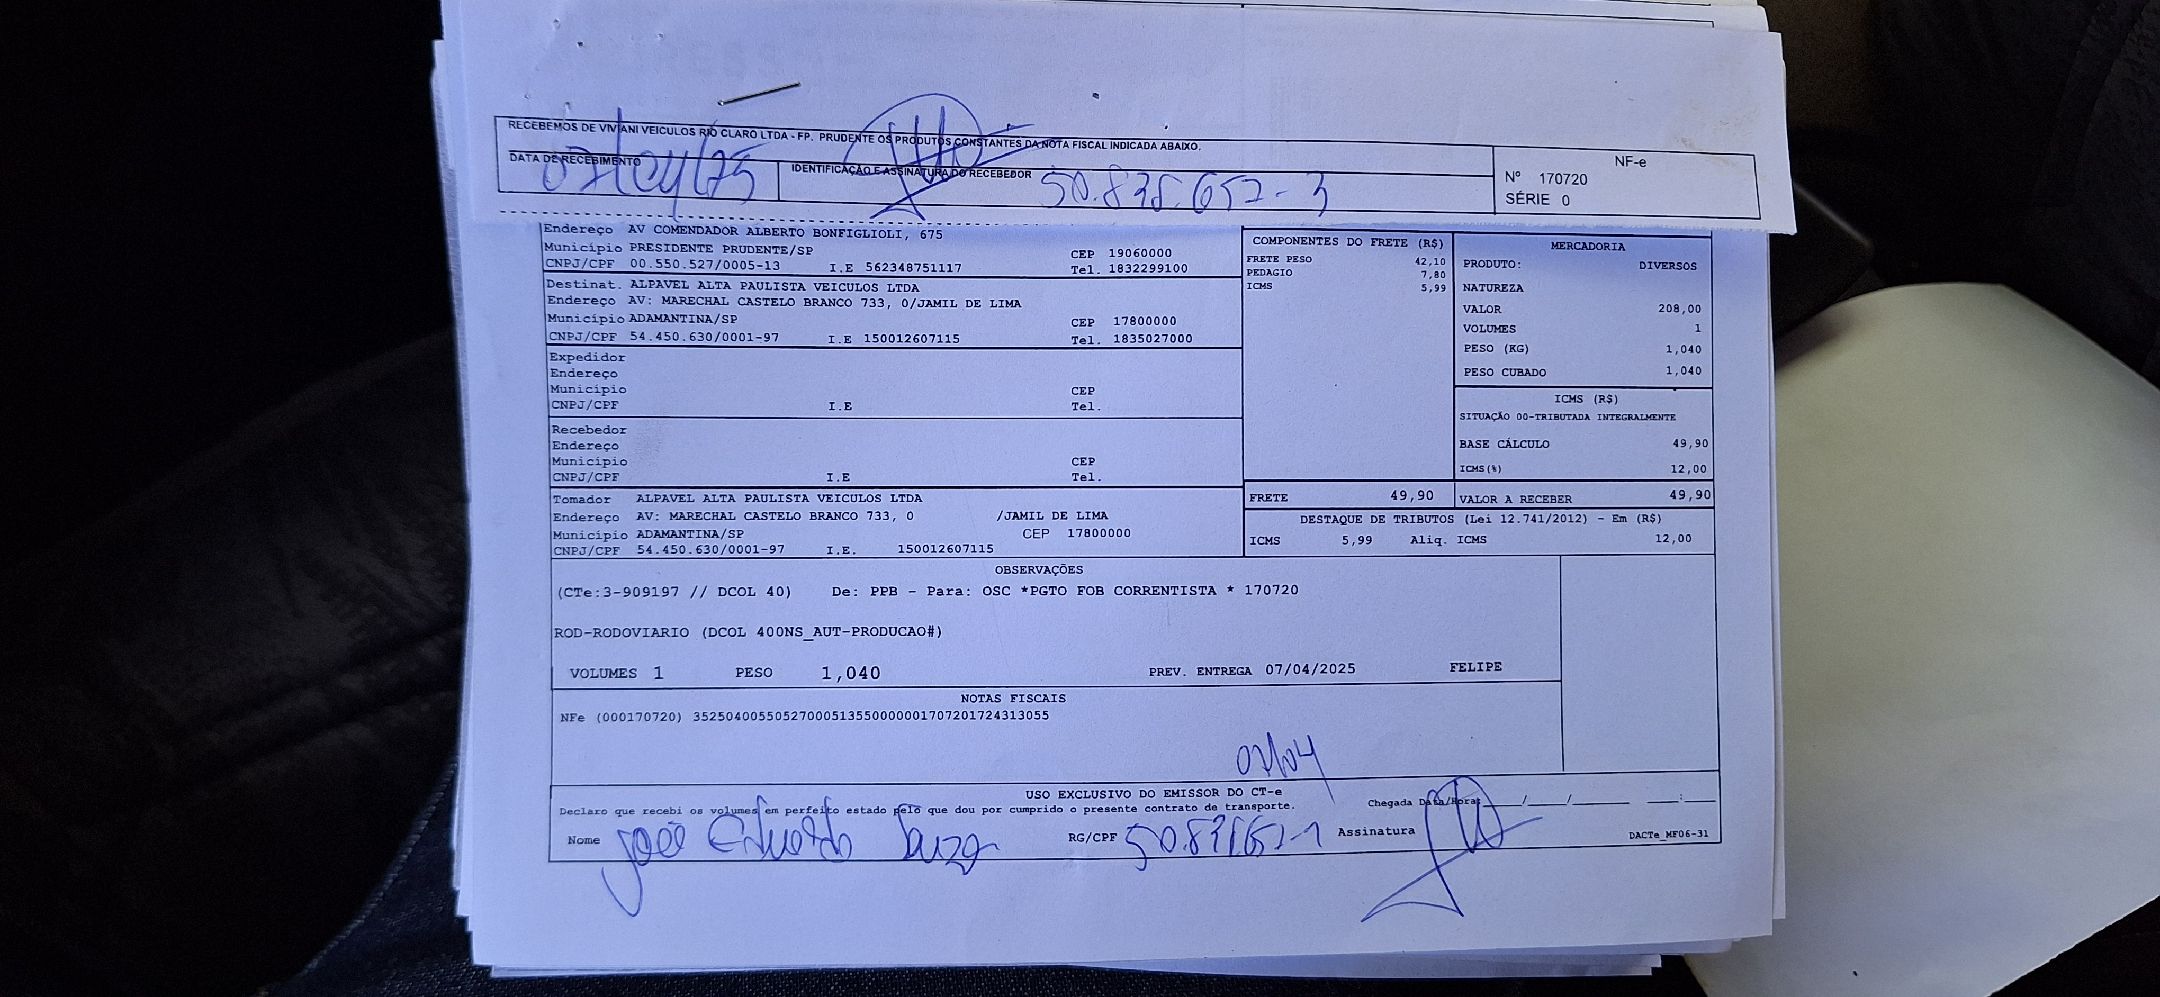 RECEBEMOS DE VIVIANI VEICULOS RIO CLARO LTDA - FP. PRUDENTE OS PRODUTOS CONSTANTES DA NOTA FISCAL INDICADA ABAIXO.
DATA DE RECEBIMENTO
07/04/25
IDENTIFICAÇÃO E ASSINATURA DO RECEBEDOR
NF-e
Nº 170720
SÉRIE 0
Endereço AV COMENDADOR ALBERTO BONFIGLIOLI, 675
Município PRESIDENTE PRUDENTE/SP CEP 19060000
CNPJ/CPF 00.550.527/0005-13 I.E 562348751117 Tel. 1832299100
Destinat. ALPAVEL ALTA PAULISTA VEICULOS LTDA
Endereço AV: MARECHAL CASTELO BRANCO 733, 0/JAMIL DE LIMA
Município ADAMANTINA/SP CEP 17800000
CNPJ/CPF 54.450.630/0001-97 I.E 150012607115 Tel. 1835027000
Expedidor
Endereço
Município CEP
CNPJ/CPF I.E Tel.
Recebedor
Endereço
Município CEP
CNPJ/CPF I.E Tel.
Tomador ALPAVEL ALTA PAULISTA VEICULOS LTDA
Endereço AV: MARECHAL CASTELO BRANCO 733, 0 /JAMIL DE LIMA
Município ADAMANTINA/SP CEP 17800000
CNPJ/CPF 54.450.630/0001-97 I.E. 150012607115
COMPONENTES DO FRETE (R$)
FRETE PESO 42,10
PEDAGIO 7,80
ICMS 5,99
MERCADORIA
PRODUTO: DIVERSOS
NATUREZA
VALOR 208,00
VOLUMES 1
PESO (KG) 1,040
PESO CUBADO 1,040
ICMS (R$)
SITUAÇÃO 00-TRIBUTADA INTEGRALMENTE
BASE CÁLCULO 49,90
ICMS(%) 12,00
FRETE 49,90 VALOR A RECEBER 49,90
DESTAQUE DE TRIBUTOS (Lei 12.741/2012) - Em (R$)
ICMS 5,99 Aliq. ICMS 12,00
OBSERVAÇÕES
(CTe:3-909197 // DCOL 40) De: PPB - Para: OSC *PGTO FOB CORRENTISTA * 170720
ROD-RODOVIARIO (DCOL 400NS_AUT-PRODUCAO#)
VOLUMES 1 PESO 1,040 PREV. ENTREGA 07/04/2025 FELIPE
NOTAS FISCAIS
NFe (000170720) 35250400550527000513550000001707201724313055
07/04
USO EXCLUSIVO DO EMISSOR DO CT-e
Declaro que recebi os volumes em perfeito estado pelo que dou por cumprido o presente contrato de transporte.
Chegada Data/Hora: ____/____/______ ___:___
Nome José Eduardo Souza RG/CPF Assinatura
DACTe_MF06-31